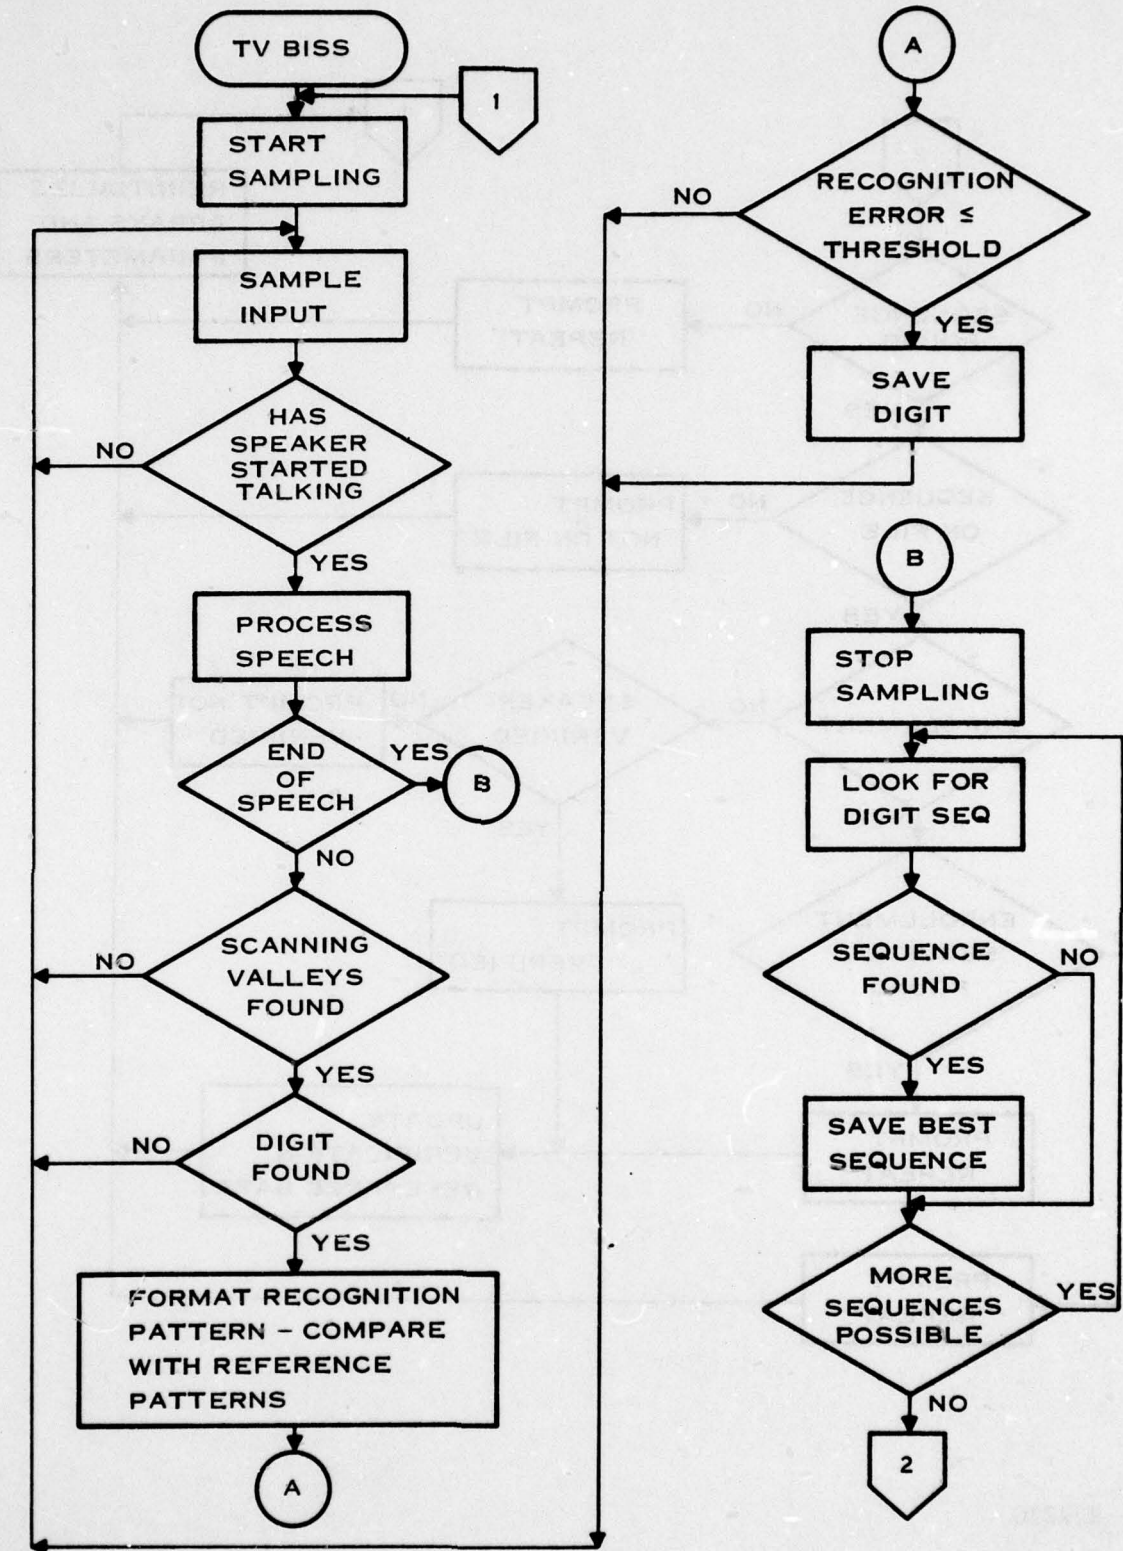 TV BISS
1
START
SAMPLING
SAMPLE
INPUT
HAS
SPEAKER
STARTED
TALKING
NO
YES
PROCESS
SPEECH
END
OF
SPEECH
YES
B
NO
SCANNING
VALLEYS
FOUND
NO
YES
DIGIT
FOUND
NO
YES
FORMAT RECOGNITION
PATTERN – COMPARE
WITH REFERENCE
PATTERNS
A
A
RECOGNITION
ERROR ≤
THRESHOLD
NO
YES
SAVE
DIGIT
B
STOP
SAMPLING
LOOK FOR
DIGIT SEQ
SEQUENCE
FOUND
NO
YES
SAVE BEST
SEQUENCE
MORE
SEQUENCES
POSSIBLE
YES
NO
2